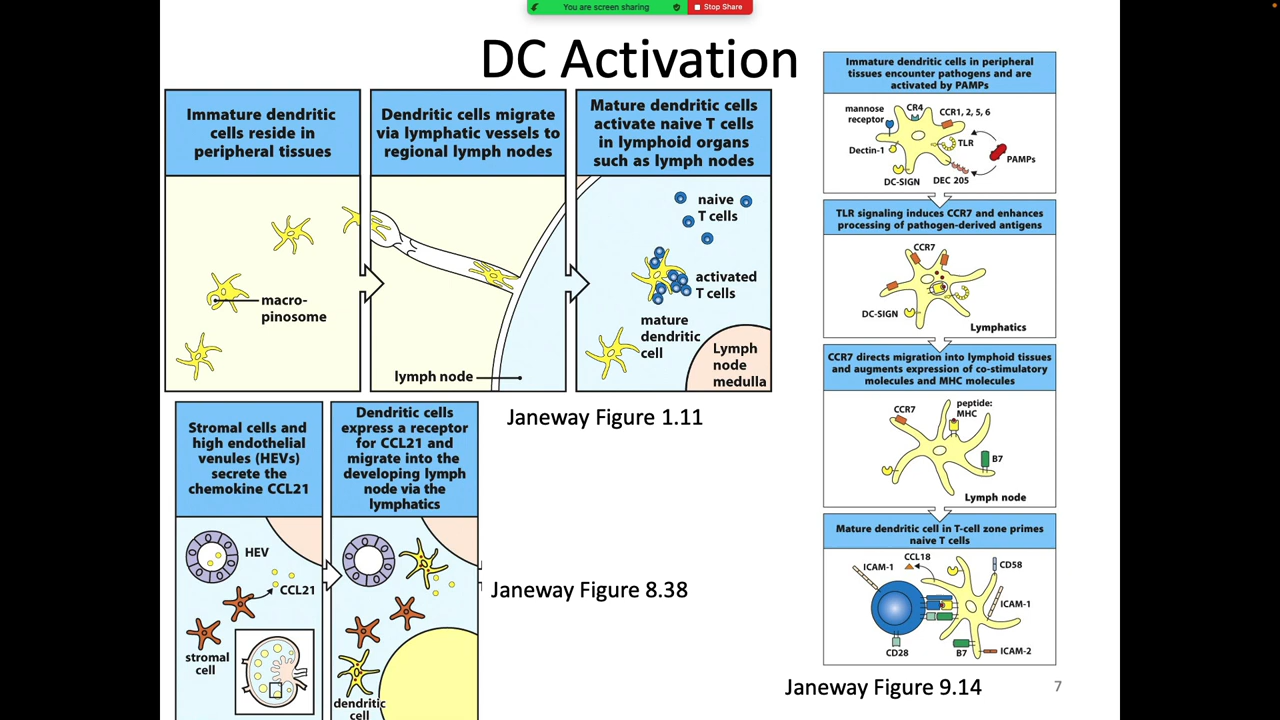 You are screen sharing
Stop Share
DC Activation
Immature dendritic
cells reside in
peripheral tissues
macro-
pinosome
Dendritic cells migrate
via lymphatic vessels to
regional lymph nodes
lymph node
Mature dendritic cells
activate naive T cells
in lymphoid organs
such as lymph nodes
naive
T cells
activated
T cells
mature
dendritic
cell
Lymph
node
medulla
Janeway Figure 1.11
Stromal cells and
high endothelial
venules (HEVs)
secrete the
chemokine CCL21
HEV
CCL21
stromal
cell
Dendritic cells
express a receptor
for CCL21 and
migrate into the
developing lymph
node via the
lymphatics
dendritic
cell
Janeway Figure 8.38
Immature dendritic cells in peripheral
tissues encounter pathogens and are
activated by PAMPs
mannose
receptor
CR4
CCR1, 2, 5, 6
Dectin-1
TLR
PAMPs
DC-SIGN
DEC 205
TLR signaling induces CCR7 and enhances
processing of pathogen-derived antigens
CCR7
DC-SIGN
Lymphatics
CCR7 directs migration into lymphoid tissues
and augments expression of co-stimulatory
molecules and MHC molecules
CCR7
peptide:
MHC
B7
Lymph node
Mature dendritic cell in T-cell zone primes
naive T cells
ICAM-1
CCL18
CD58
ICAM-1
CD28
B7
ICAM-2
Janeway Figure 9.14
7